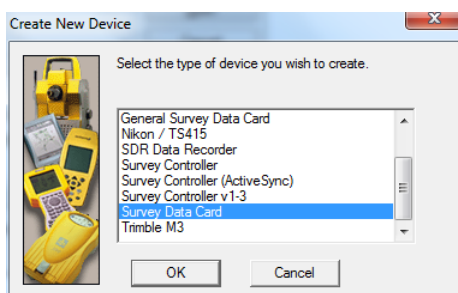 Create New Device
Select the type of device you wish to create.
General Survey Data Card
Nikon / TS415
SDR Data Recorder
Survey Controller
Survey Controller (ActiveSync)
Survey Controller v1-3
Survey Data Card
Trimble M3
OK
Cancel